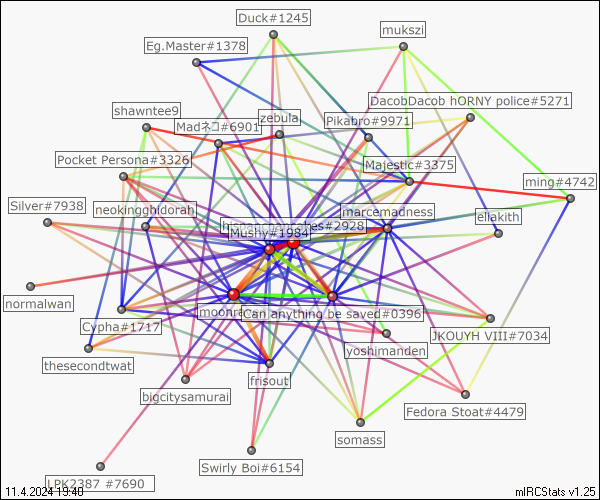 Duck#1245
mukszi
Eg.Master#1378
DacobDacob hORNY police#5271
shawntee9
zebula
Pikabro#9971
Madネコ#6901
Pocket Persona#3326
Majestic#3375
ming#4742
Silver#7938
neokingghidorah
marcemadness
eliakith
es#2928
Mushy#1984
normalwan
Can anything be saved#0396
Cypha#1717
JKOUYH VIII#7034
yoshimanden
thesecondtwat
frisout
bigcitysamurai
Fedora Stoat#4479
somass
Swirly Boi#6154
LPK2387 #7690
11.4.2024 19:40
mIRCStats v1.25